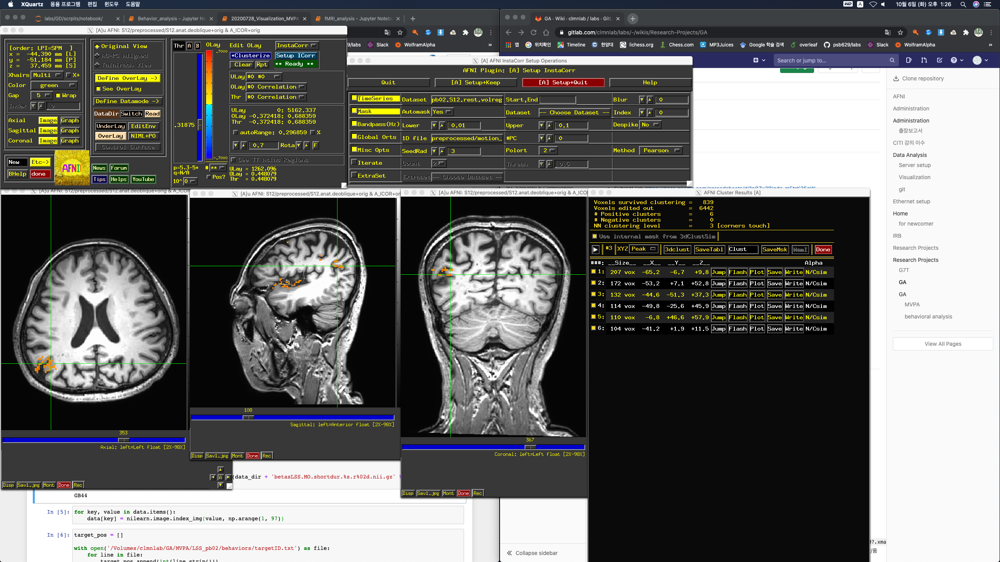 XQuartz 응용 프로그램 편집 윈도우 도움말
10월 6일 (화) 오후 1:26
labs/GD/scrpits/notebook/
Behavior_analysis - Jupyter No
20200728_Visualization_MVPA
fMRI_analysis - Jupyter Noteb
GA · Wiki · clmnlab / labs · GitL
gitlab.com/clmnlab/labs/-/wikis/Research-Projects/GA
9/labs Slack WolframAlpha »
앱 위치확인 Timeline 한양대 lichess.org Chess.com MP3Juices Google 학술 검색 overleaf psb629/labs Slack WolframAlpha »
Search or jump to...
[A]u AFNI: S12/preprocessed/S12.anat.deoblique+orig & A_ICOR+orig
[order: LPI=SPM ]
x = -44.390 mm [L]
y = -51.184 mm [P]
z = 37.459 mm [S]
Xhairs Multi X+
Color green
Gap 5 Wrap
Index 0
Axial Image Graph
Sagittal Image Graph
Coronal Image Graph
New Etc->
BHelp done
AFNI!
Original View
AC-PC Aligned
Talairach View
Define OverLay ->
See OverLay
Define Datamode ->
DataDir Switch Read
UnderLay EditEnv
OverLay NIML+PO
Control Surface
News Forum
Tips Helps YouTube
Thr A B OLay
.7000
.31875
-.7000
p=5.3-5*
q=N/A
10^ 0
# **
Pos?
Edit OLay InstaCorr
*Clusterize Setup ICorr
Clear Rpt ** Ready **
ULay #0 #0
OLay #0 Correlation
Thr #0 Correlation
ULay 0: 5162.337
OLay -0.372418: 0.688359
Thr -0.372418: 0.688359
autoRange: 0.296859 %
0.7 Rota F
See TT Atlas Regions
ULay = 1262.096
OLay = 0.448079
Thr = 0.448079
[A] AFNI InstaCorr Setup Operations
AFNI Plugin: [A] Setup InstaCorr
Quit [A] Setup+Keep [A] Setup+Quit Help
TimeSeries Dataset pb02.S12.rest.volreg Start,End Blur 0
Mask Automask Yes Dataset -- Choose Dataset -- Index 0
Bandpass(Hz) Lower 0.01 Upper 0.1 Despike No
Global Orts 1D file preprocessed/motion_ #PC 0
Misc Opts SeedRad 3 Polort 2 Method Pearson
Iterate Count 2 Thresh 0.5
ExtraSet Extraset -- Choose Dataset --
[A]u AFNI: S12/preprocessed/S12.anat.deoblique+orig & A_ICOR
353
Axial: left=Left float [2%-98%]
Disp Sav1.jpg Mont Done Rec
A
[A]u AFNI: S12/preprocessed/S12.anat.deoblique+orig & A_ICOR+ori
108
Sagittal: left=Anterior float [2%-98%]
Disp Sav1.jpg Mont Done Rec
[A]u AFNI: S12/preprocessed/S12.anat.deoblique+orig & A_ICO
367
Coronal: left=Left float [2%-98%]
Disp Sav1.jpg Mont Done Rec
AFNI Cluster Results [A]
Voxels survived clustering = 839
Voxels edited out = 6442
# Positive clusters = 6
# Negative clusters = 0
NN clustering level = 3 [corners touch]
Use internal mask from 3dClustSim
#3 XYZ Peak 3dclust SaveTabl Clust SaveMsk WamI Done
###: __Size__ __X__ __Y__ __Z__ Alpha
1: 207 vox -65.2 -6.7 +9.8 Jump Flash Plot Save Write N/Csim
2: 172 vox -53.2 +7.1 +52.8 Jump Flash Plot Save Write N/Csim
3: 132 vox -44.6 -51.3 +37.3 Jump Flash Plot Save Write N/Csim
4: 114 vox -49.8 -25.6 +45.9 Jump Flash Plot Save Write N/Csim
5: 110 vox -6.8 +46.6 +57.9 Jump Flash Plot Save Write N/Csim
6: 104 vox -41.2 +1.9 +11.5 Jump Flash Plot Save Write N/Csim
Clone repository
AFNI
Administration
Administration
출장보고서
CITI 강의 이수
Data Analysis
Server setup
Visualization
git
Ethernet setup
Home
for newcomer
IRB
Research Projects
Research Projects
G7T
GA
GA
MVPA
behavioral analysis
View All Pages
Collapse sidebar
0?.xma
/움
(data_dir + 'betasLSS.MO.shortdur.%s.r%02d.nii.gz' %
GB44
In [5]: for key, value in data.items():
data[key] = nilearn.image.index_img(value, np.arange(1, 97))
In [6]: target_pos = []
with open('/Volumes/clmnlab/GA/MVPA/LSS_pb02/behaviors/targetID.txt') as file:
for line in file:
target_pos.append(int(line.strip()))